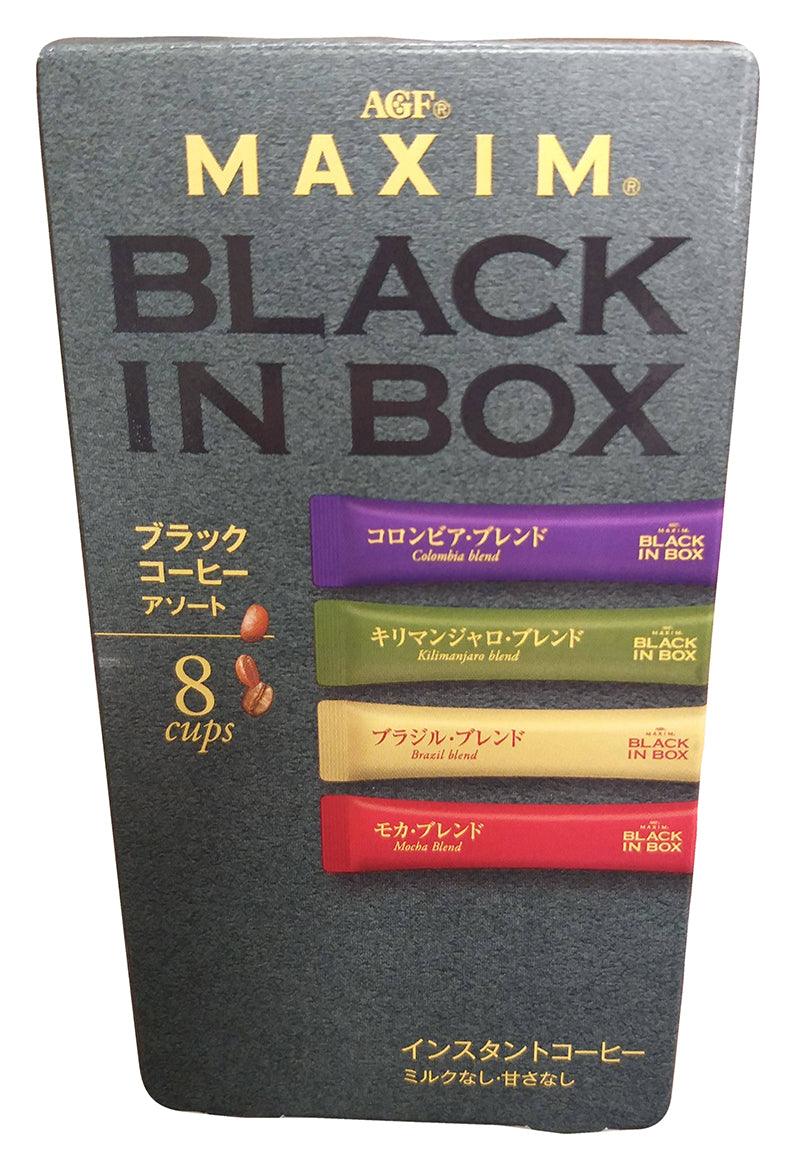 AGF®
MAXIM®
BLACK
IN BOX
ブラック
コーヒー
アソート
8
cups
コロンビア・ブレンド
Colombia blend
MAXIM
BLACK
IN BOX
キリマンジャロ・ブレンド
Kilimanjaro blend
MAXIM
BLACK
IN BOX
ブラジル・ブレンド
Brazil blend
MAXIM
BLACK
IN BOX
モカ・ブレンド
Mocha Blend
MAXIM
BLACK
IN BOX
インスタントコーヒー
ミルクなし・甘さなし